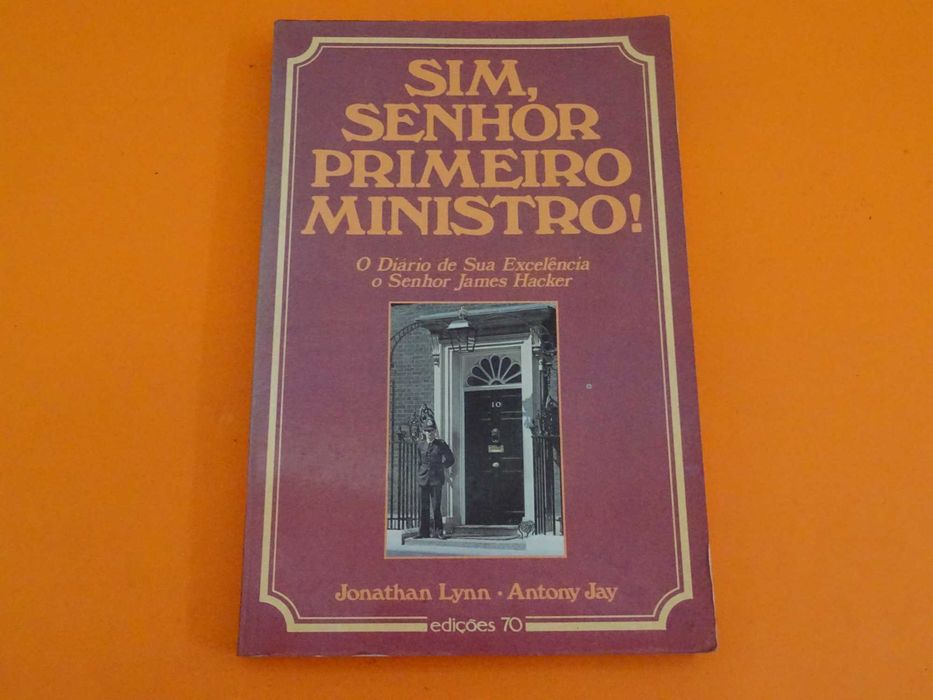 SIM,
SENHOR
PRIMEIRO
MINISTRO!
O Diário de Sua Excelência
o Senhor James Hacker
10
Jonathan Lynn · Antony Jay
edições 70